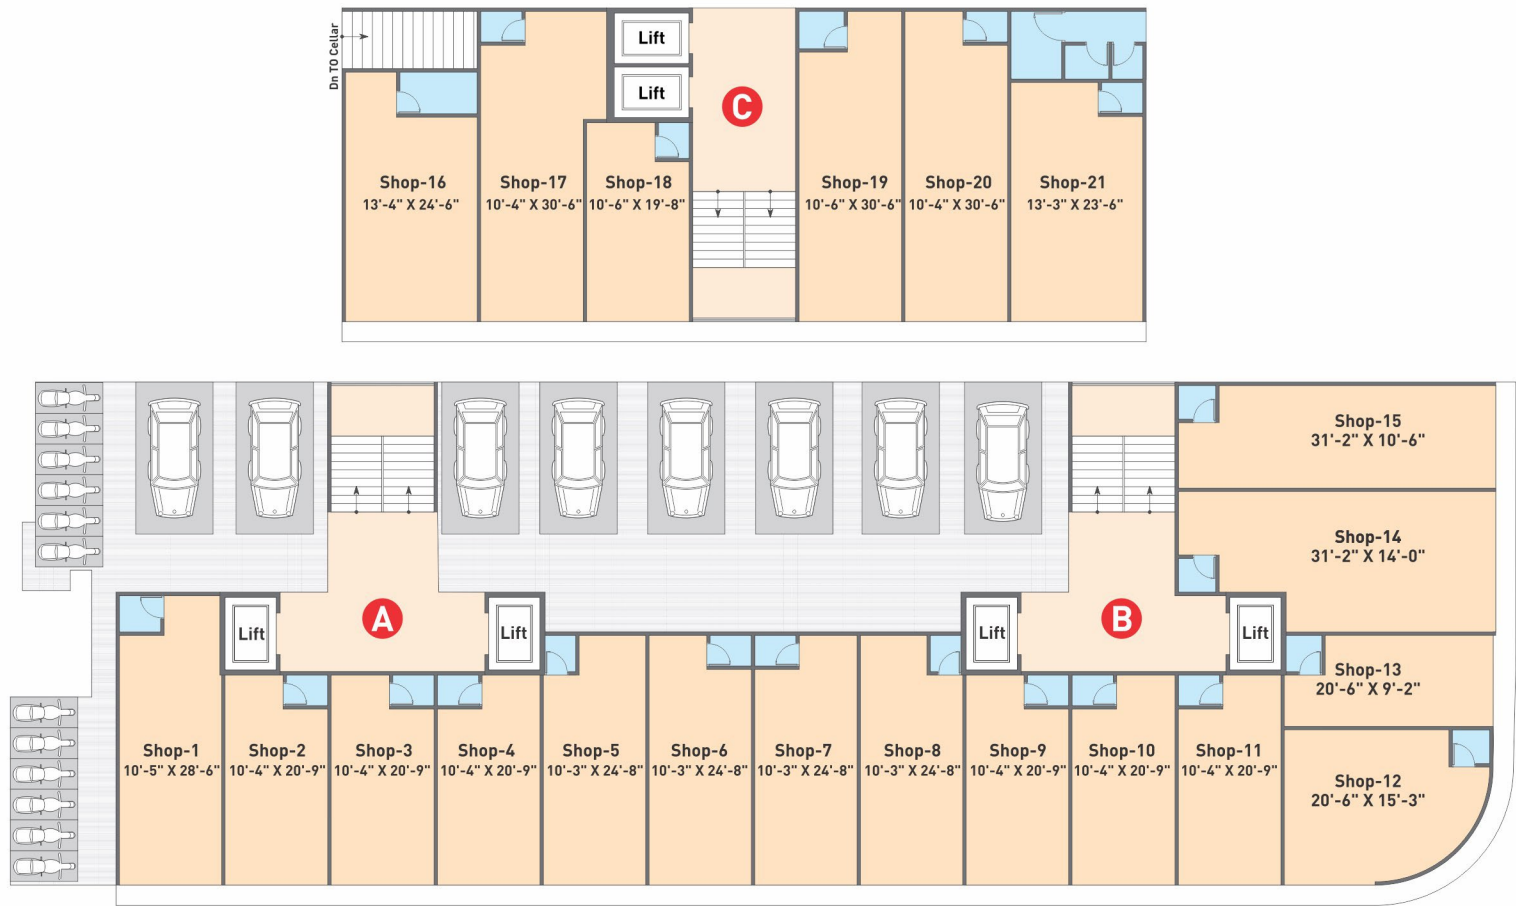 Dn TO Cellar
Lift
Lift
C
Shop-16
13'-4" X 24'-6"
Shop-17
10'-4" X 30'-6"
Shop-18
10'-6" X 19'-8"
Shop-19
10'-6" X 30'-6"
Shop-20
10'-4" X 30'-6"
Shop-21
13'-3" X 23'-6"
Shop-15
31'-2" X 10'-6"
Shop-14
31'-2" X 14'-0"
A
B
Lift
Lift
Lift
Lift
Shop-13
20'-6" X 9'-2"
Shop-1
10'-5" X 28'-6"
Shop-2
10'-4" X 20'-9"
Shop-3
10'-4" X 20'-9"
Shop-4
10'-4" X 20'-9"
Shop-5
10'-3" X 24'-8"
Shop-6
10'-3" X 24'-8"
Shop-7
10'-3" X 24'-8"
Shop-8
10'-3" X 24'-8"
Shop-9
10'-4" X 20'-9"
Shop-10
10'-4" X 20'-9"
Shop-11
10'-4" X 20'-9"
Shop-12
20'-6" X 15'-3"